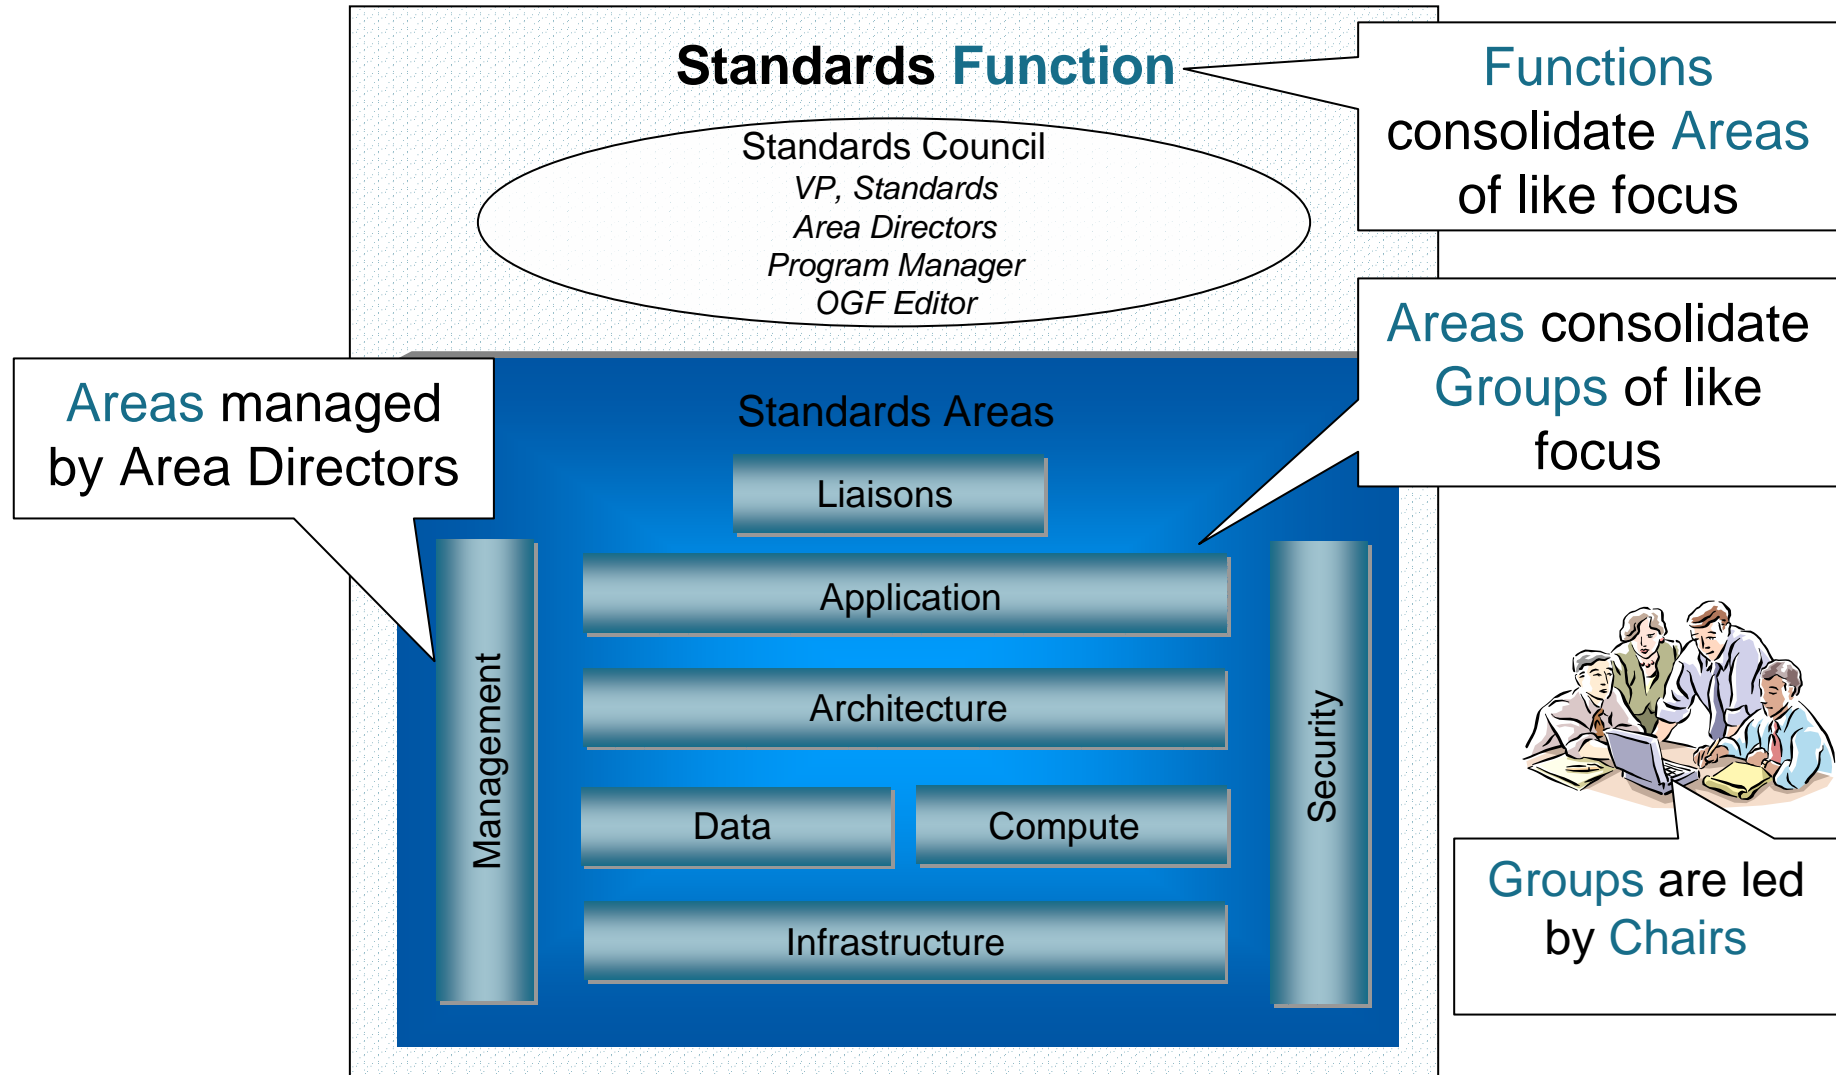 Standards Function
Functions
consolidate Areas
of like focus
Standards Council
VP, Standards
Area Directors
Program Manager
OGF Editor
Areas consolidate
Groups of like
focus
Areas managed
by Area Directors
Standards Areas
Liaisons
Application
Architecture
Management
Security
Data
Compute
Infrastructure
Groups are led
by Chairs